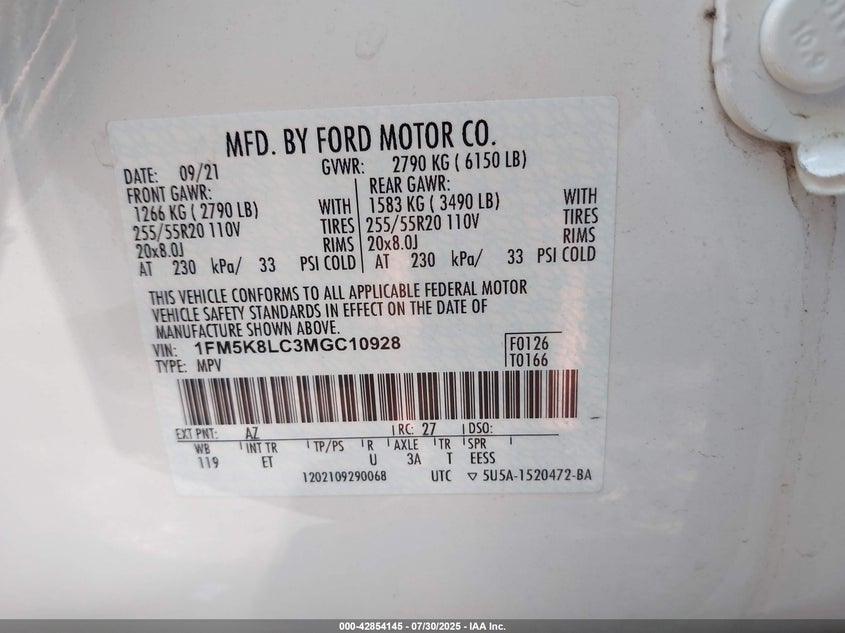 MFD. BY FORD MOTOR CO.
DATE: 09/21 GVWR: 2790 KG ( 6150 LB)
FRONT GAWR: REAR GAWR:
1266 KG ( 2790 LB) WITH 1583 KG ( 3490 LB) WITH
255/55R20 110V TIRES 255/55R20 110V TIRES
20x8.0J RIMS 20x8.0J RIMS
AT 230 kPa/ 33 PSI COLD AT 230 kPa/ 33 PSI COLD
THIS VEHICLE CONFORMS TO ALL APPLICABLE FEDERAL MOTOR
VEHICLE SAFETY STANDARDS IN EFFECT ON THE DATE OF
MANUFACTURE SHOWN ABOVE.
VIN: 1FM5K8LC3MGC10928 F0126
TYPE: MPV T0166
EXT PNT: AZ RC: 27 DSO:
WB INT TR TP/PS R AXLE TR SPR
119 ET U 3A T EESS
1202109290068 UTC ▽ 5U5A-1520472-BA
000-42854145 - 07/30/2025 - IAA Inc.